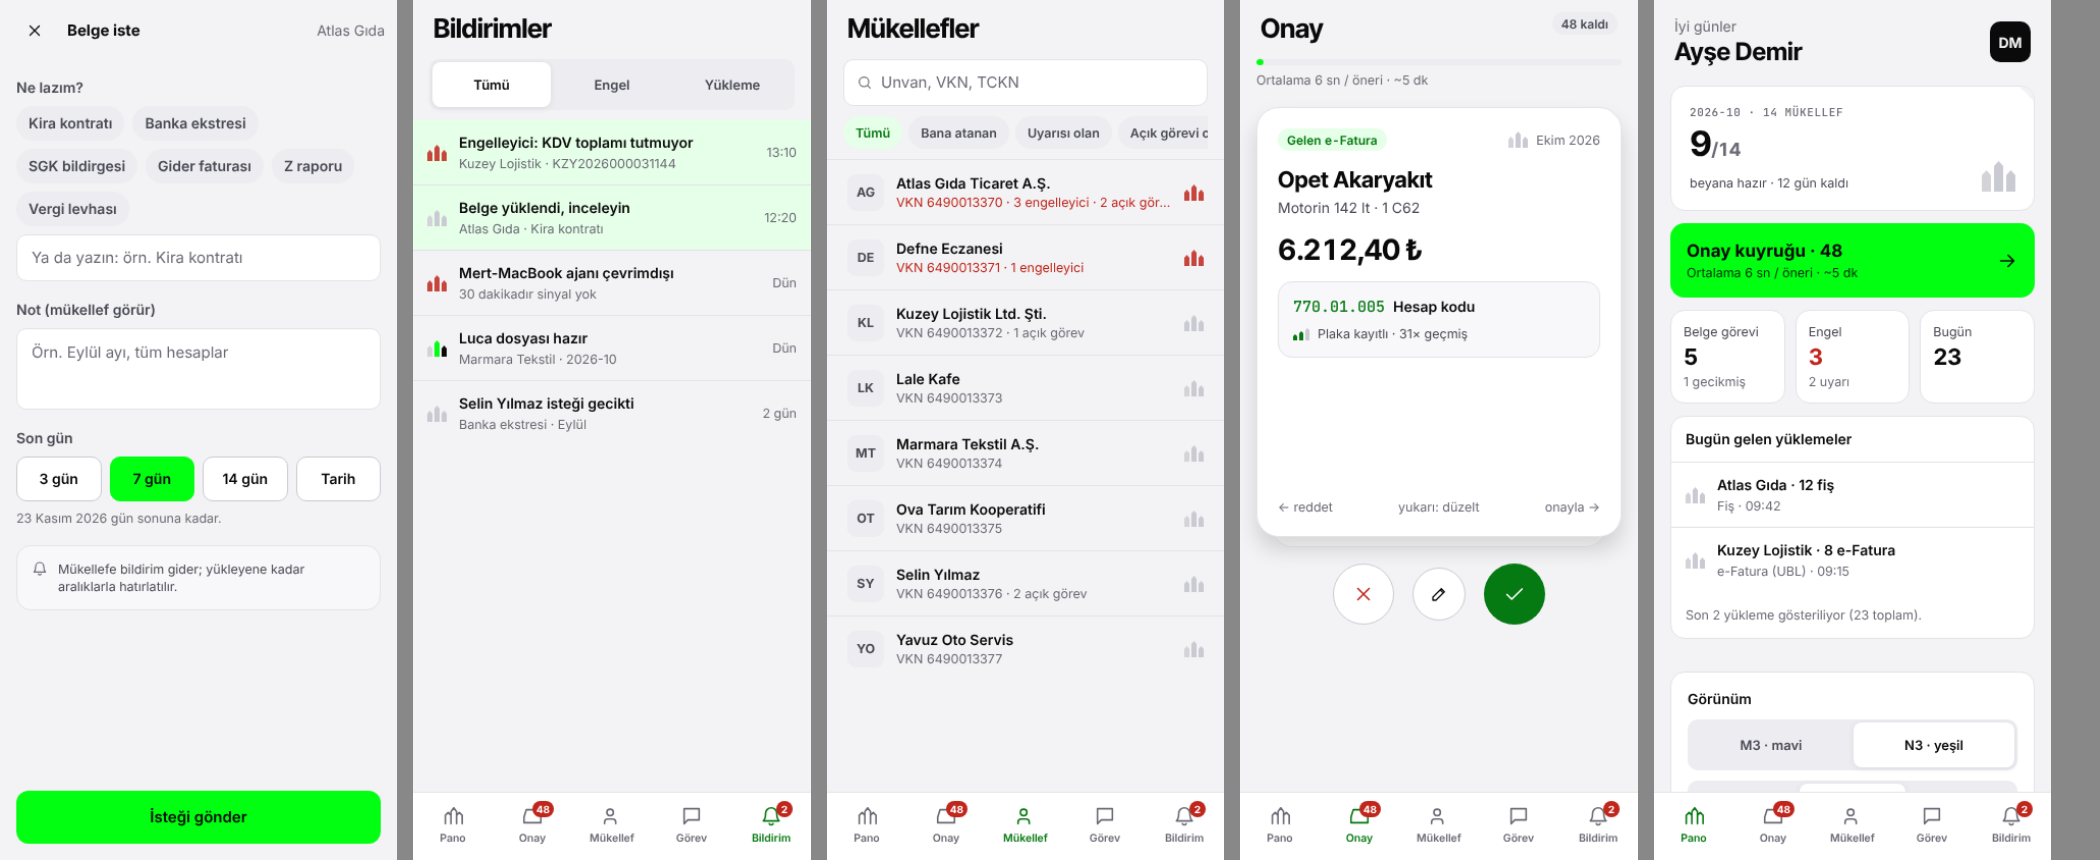 Belge iste
Atlas Gıda
Ne lazım?
Kira kontratı
Banka ekstresi
SGK bildirgesi
Gider faturası
Z raporu
Vergi levhası
Ya da yazın: örn. Kira kontratı
Not (mükellef görür)
Örn. Eylül ayı, tüm hesaplar
Son gün
3 gün
7 gün
14 gün
Tarih
23 Kasım 2026 gün sonuna kadar.
Mükellefe bildirim gider; yükleyene kadar
aralıklarla hatırlatılır.
İsteği gönder
Bildirimler
Tümü
Engel
Yükleme
Engelleyici: KDV toplamı tutmuyor
Kuzey Lojistik · KZY2026000031144
13:10
Belge yüklendi, inceleyin
Atlas Gıda · Kira kontratı
12:20
Mert-MacBook ajanı çevrimdışı
30 dakikadır sinyal yok
Dün
Luca dosyası hazır
Marmara Tekstil · 2026-10
Dün
Selin Yılmaz isteği gecikti
Banka ekstresi · Eylül
2 gün
Pano
48
Onay
Mükellef
Görev
2
Bildirim
Mükellefler
Unvan, VKN, TCKN
Tümü
Bana atanan
Uyarısı olan
Açık görevi o
AG
Atlas Gıda Ticaret A.Ş.
VKN 6490013370 · 3 engelleyici · 2 açık gör...
DE
Defne Eczanesi
VKN 6490013371 · 1 engelleyici
KL
Kuzey Lojistik Ltd. Şti.
VKN 6490013372 · 1 açık görev
LK
Lale Kafe
VKN 6490013373
MT
Marmara Tekstil A.Ş.
VKN 6490013374
OT
Ova Tarım Kooperatifi
VKN 6490013375
SY
Selin Yılmaz
VKN 6490013376 · 2 açık görev
YO
Yavuz Oto Servis
VKN 6490013377
Pano
48
Onay
Mükellef
Görev
2
Bildirim
Onay
48 kaldı
Ortalama 6 sn / öneri · ~5 dk
Gelen e-Fatura
Ekim 2026
Opet Akaryakıt
Motorin 142 lt · 1 C62
6.212,40 ₺
770.01.005 Hesap kodu
Plaka kayıtlı · 31× geçmiş
← reddet
yukarı: düzelt
onayla →
Pano
48
Onay
Mükellef
Görev
2
Bildirim
İyi günler
Ayşe Demir
DM
2026-10 · 14 MÜKELLEF
9/14
beyana hazır · 12 gün kaldı
Onay kuyruğu · 48
Ortalama 6 sn / öneri · ~5 dk
Belge görevi
5
1 gecikmiş
Engel
3
2 uyarı
Bugün
23
Bugün gelen yüklemeler
Atlas Gıda · 12 fiş
Fiş · 09:42
Kuzey Lojistik · 8 e-Fatura
e-Fatura (UBL) · 09:15
Son 2 yükleme gösteriliyor (23 toplam).
Görünüm
M3 · mavi
N3 · yeşil
Pano
48
Onay
Mükellef
Görev
2
Bildirim